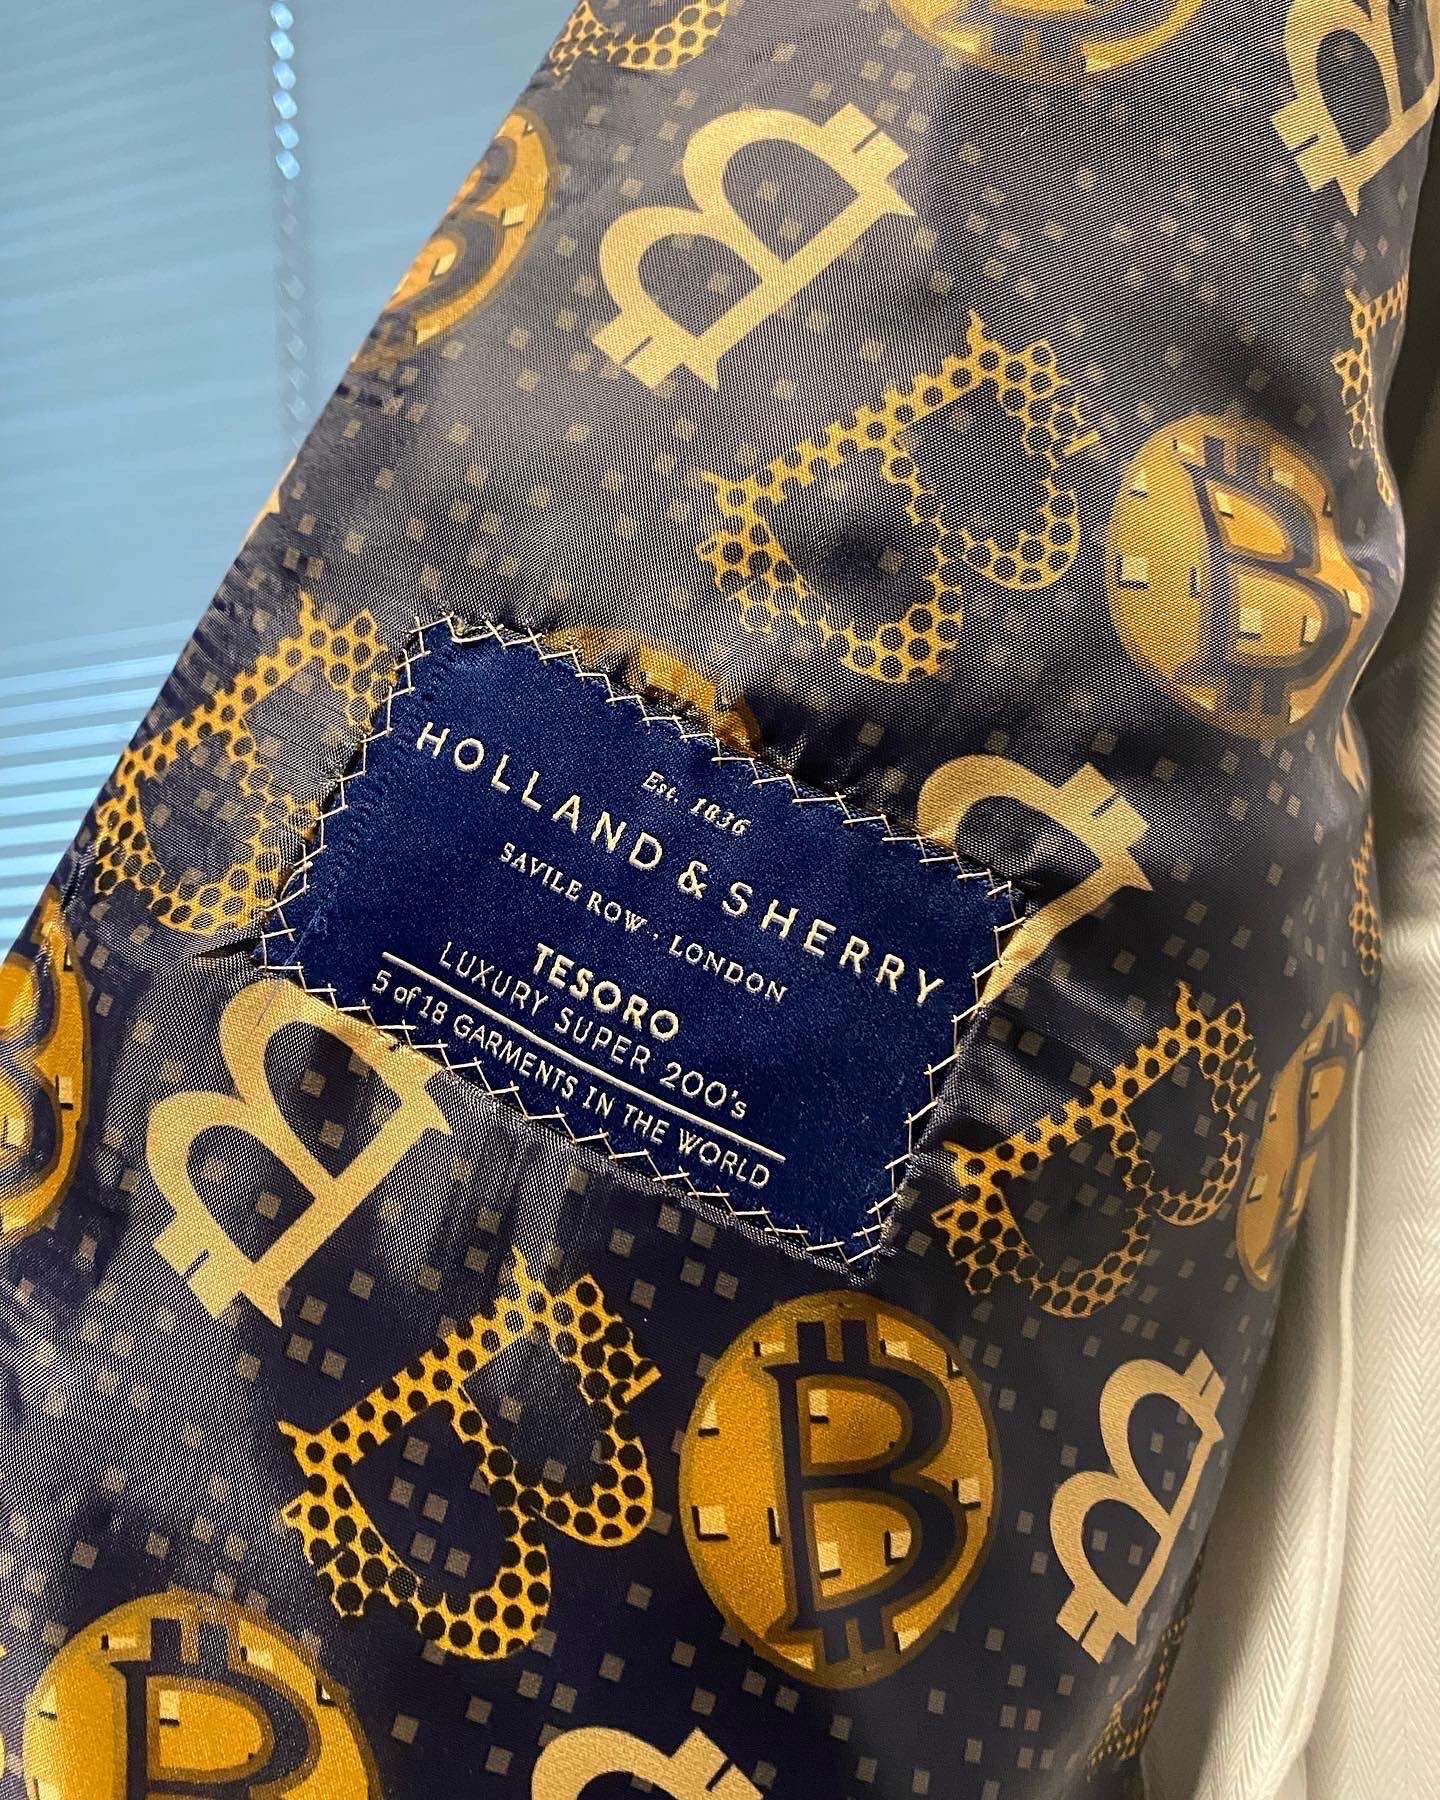 Est. 1836
HOLLAND & SHERRY
SAVILE ROW, LONDON
TESORO
LUXURY SUPER 200's
5 of 18 GARMENTS IN THE WORLD